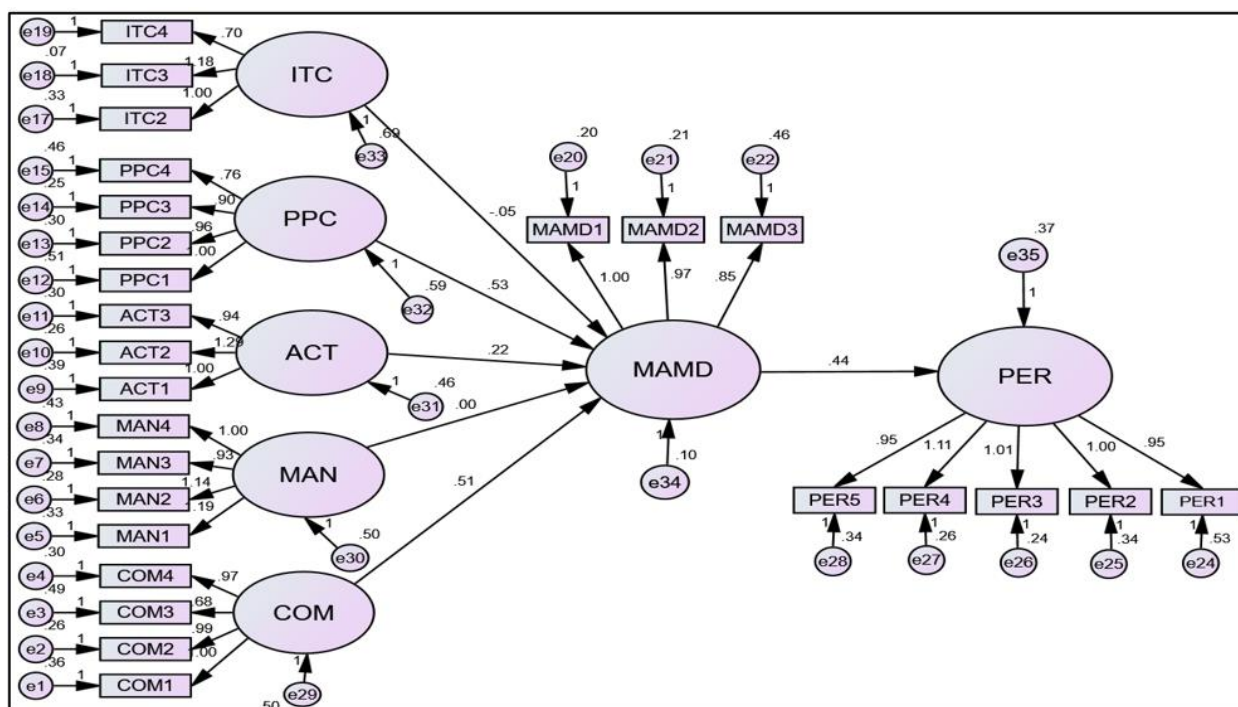 e19 1 ITC4 .70
.07
e18 1 ITC3 1.18 ITC
.33 1.00
e17 1 ITC2
1 .69
e33
.46
e15 1 PPC4 .76
.25
e14 1 PPC3 .90 PPC
.30
e13 1 PPC2 .96
.51 1.00
e12 1 PPC1
1 .59
e32
.30
e11 1 ACT3 .94
.26
e10 1 ACT2 1.29 ACT
.39 1.00
e9 1 ACT1
1 .46
e31
.43
e8 1 MAN4 1.00
.34
e7 1 MAN3 .93 MAN
.28
e6 1 MAN2 1.14
.33 1.19
e5 1 MAN1
1 .50
e30
.30
e4 1 COM4 .97
.49
e3 1 COM3 .68 COM
.26
e2 1 COM2 .99
.36 1.00
e1 1 COM1
1 .50
e29
-.05
.53
.22
.00
.51
.20 .21 .46
e20 e21 e22
1 1 1
MAMD1 MAMD2 MAMD3
1.00 .97 .85
MAMD
1 .10
e34
.44
.37
e35
1
PER
.95 1.11 1.01 1.00 .95
PER5 PER4 PER3 PER2 PER1
1 .34 1 .26 1 .24 1 .34 1 .53
e28 e27 e26 e25 e24